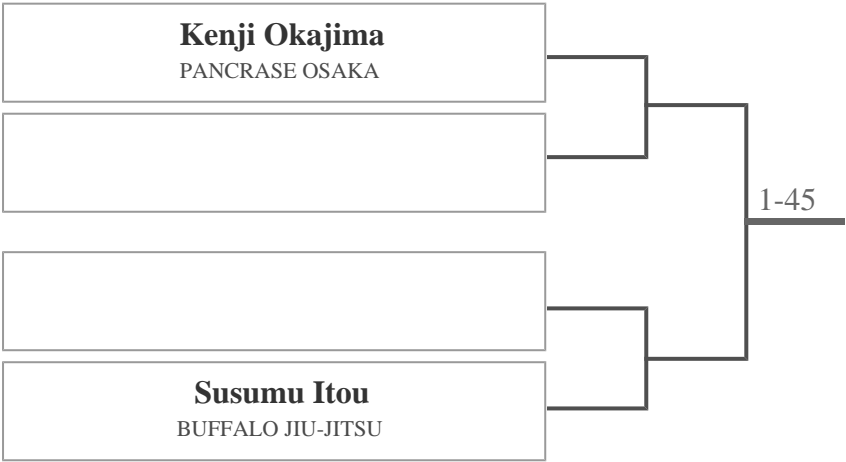 Kenji Okajima
PANCRASE OSAKA
1-45
Susumu Itou
BUFFALO JIU-JITSU